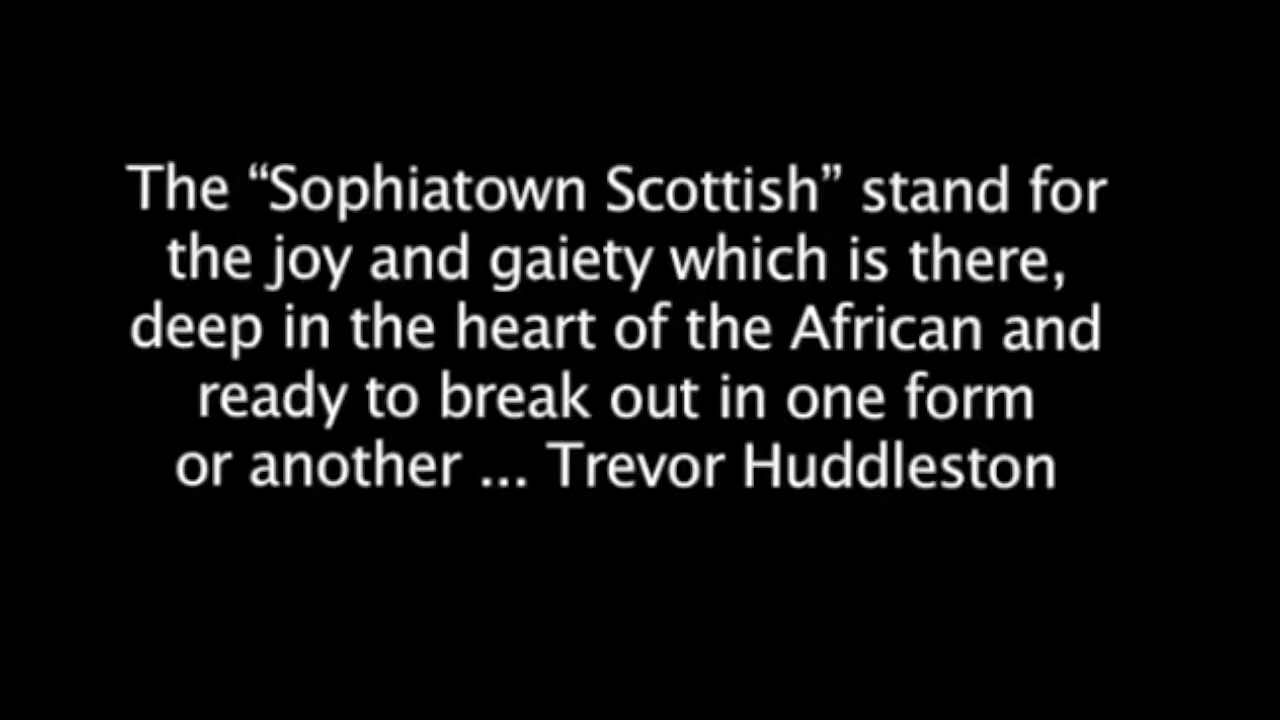 The “Sophiatown Scottish” stand for
the joy and gaiety which is there,
deep in the heart of the African and
ready to break out in one form
or another ... Trevor Huddleston